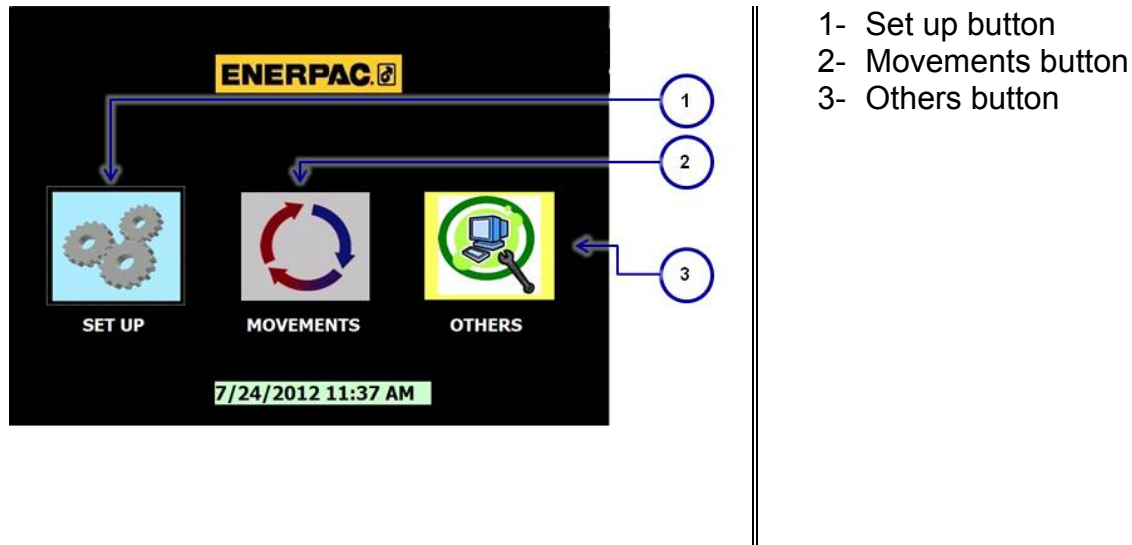 ENERPAC.
1
2
3
SET UP
MOVEMENTS
OTHERS
7/24/2012 11:37 AM
1- Set up button
2- Movements button
3- Others button